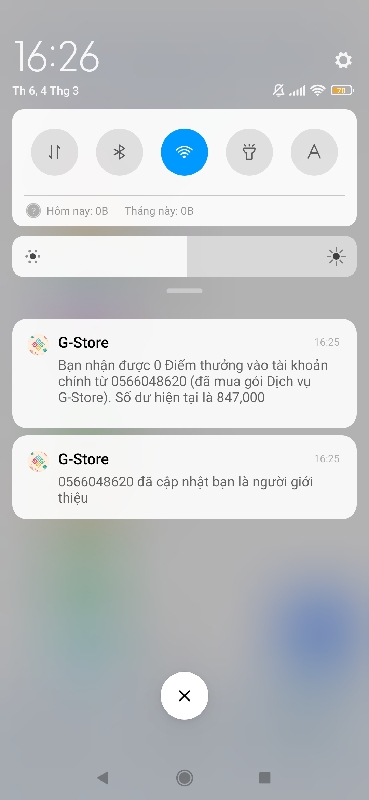 16:26
Th 6, 4 Thg 3
70
A
Hôm nay: 0B Tháng này: 0B
G-Store 16:25
Bạn nhận được 0 Điểm thưởng vào tài khoản
chính từ 0566048620 (đã mua gói Dịch vụ
G-Store). Số dư hiện tại là 847,000
G-Store 16:25
0566048620 đã cập nhật bạn là người giới
thiệu